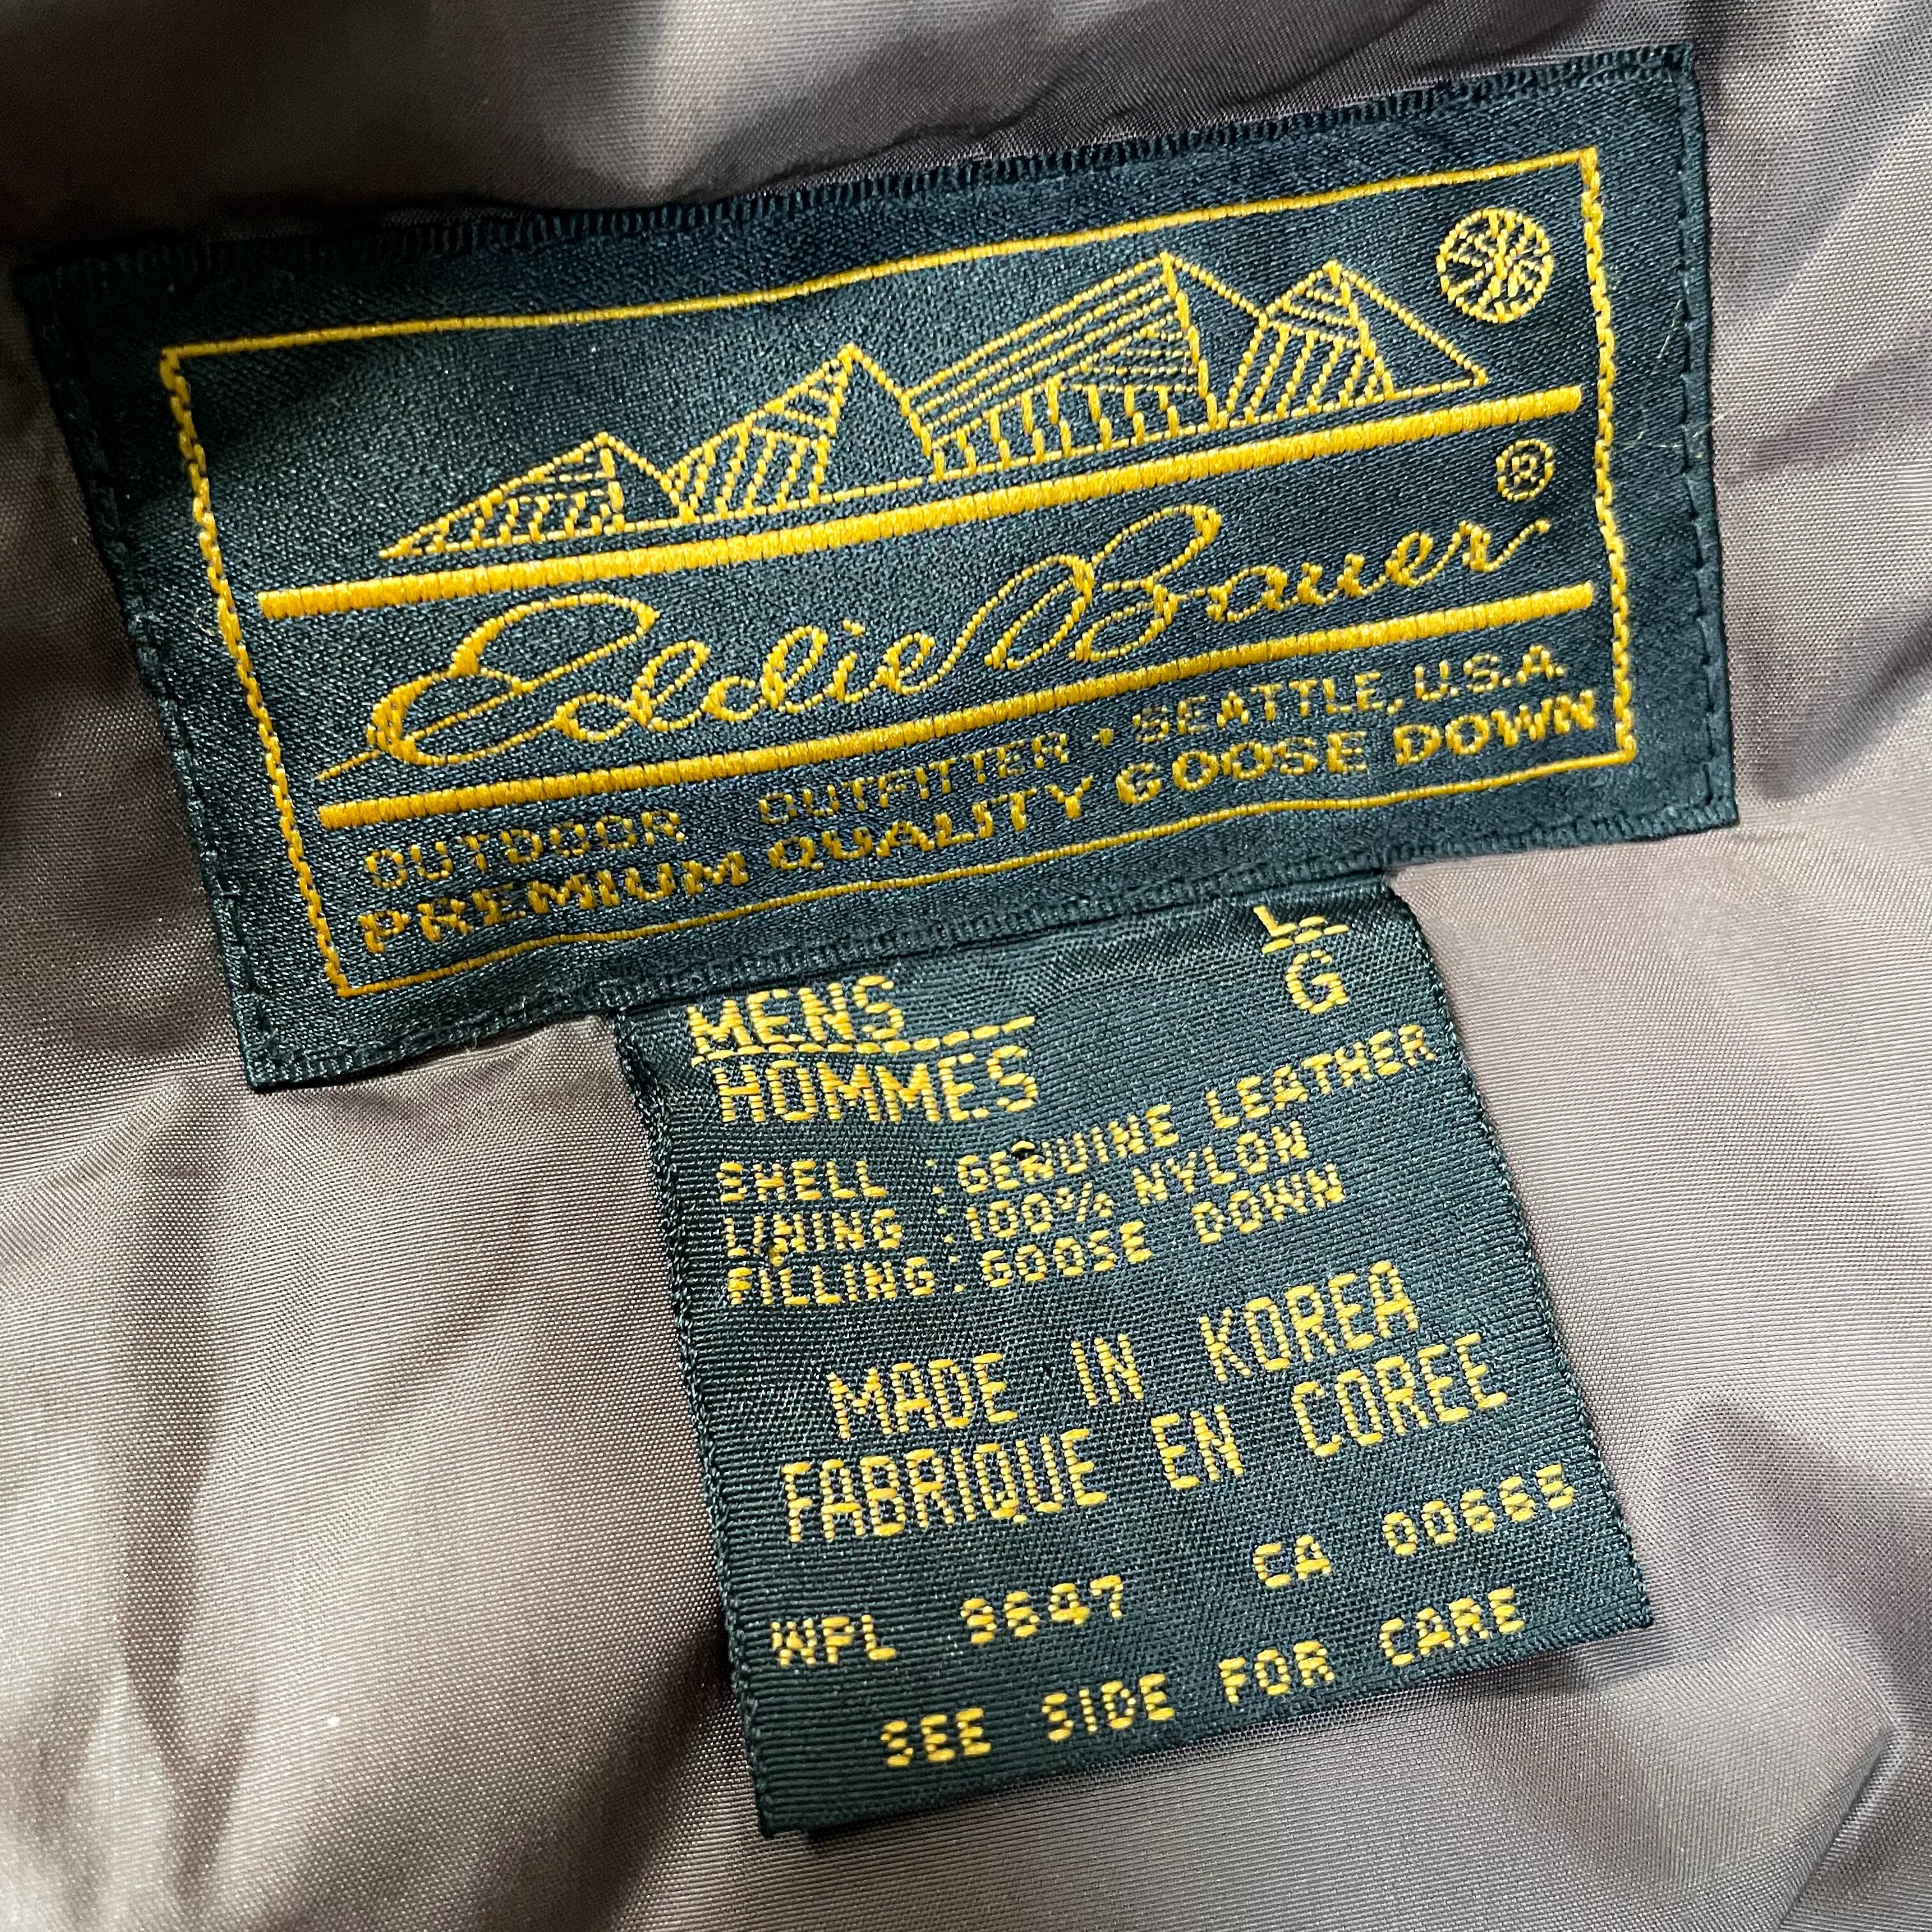 Eddie Bauer®
OUTDOOR OUTFITTER • SEATTLE, U.S.A.
PREMIUM QUALITY GOOSE DOWN
L
G
MENS
HOMMES
SHELL : GENUINE LEATHER
LINING : 100% NYLON
FILLING : GOOSE DOWN
MADE IN KOREA
FABRIQUE EN COREE
WPL 9647 CA 00665
SEE SIDE FOR CARE